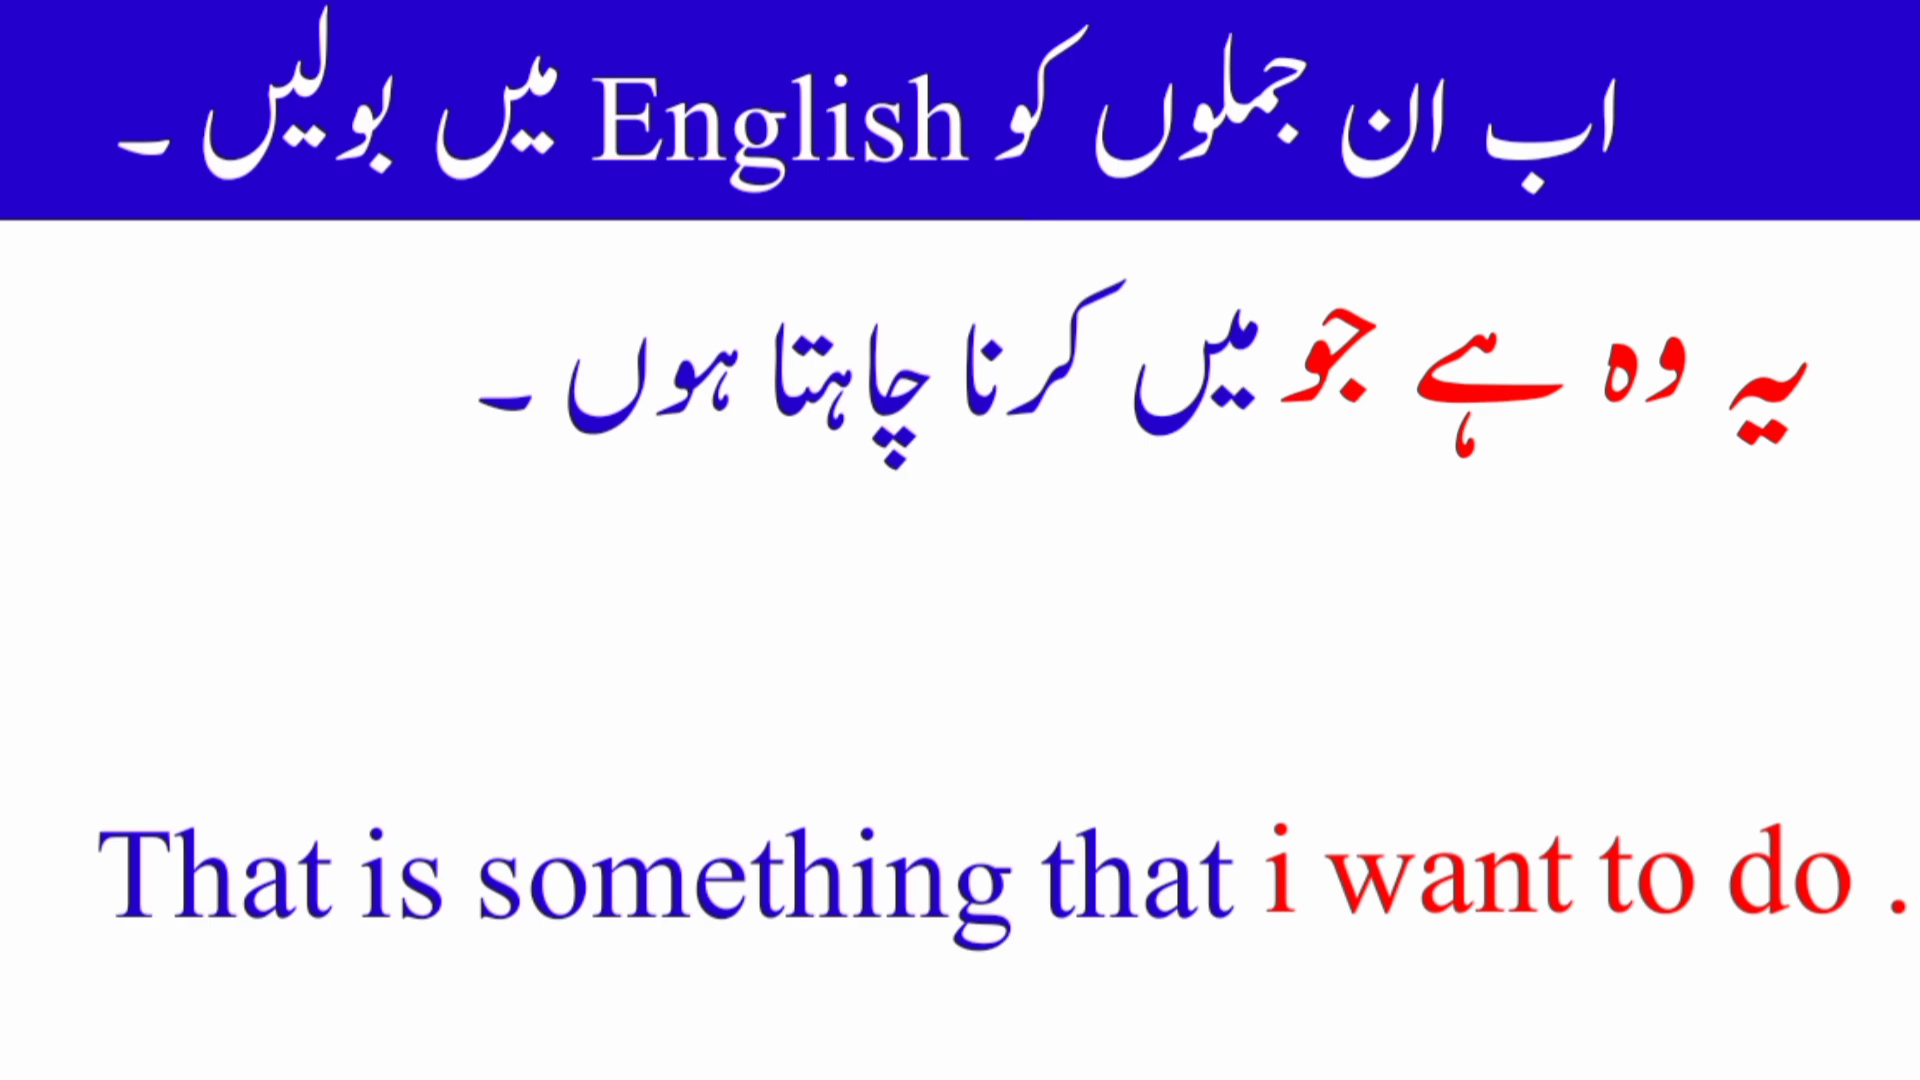 اب ان جملوں کو English میں بولیں ۔
یہ وہ ہے جو میں کرنا چاہتا ہوں ۔
That is something that i want to do .